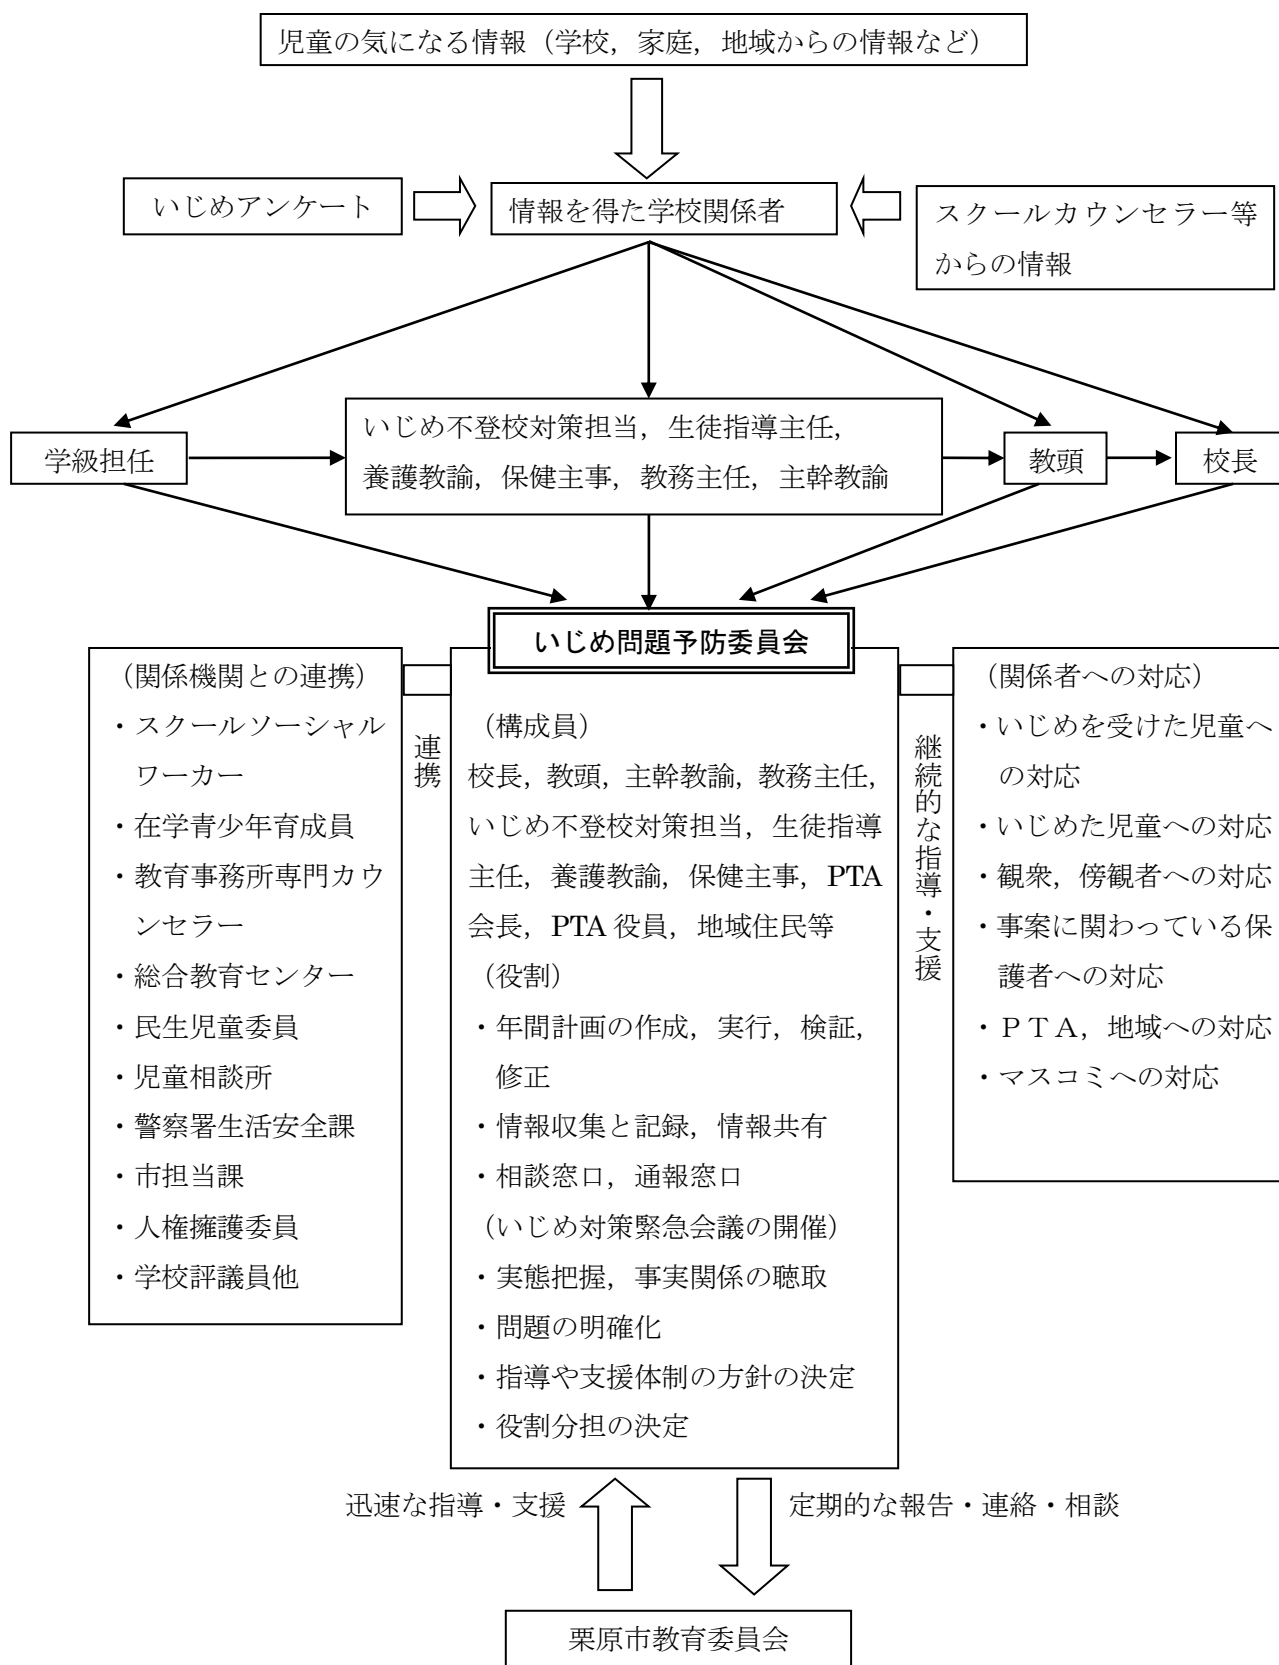 児童の気になる情報（学校，家庭，地域からの情報など）
いじめアンケート
情報を得た学校関係者
スクールカウンセラー等
からの情報
学級担任
いじめ不登校対策担当，生徒指導主任，
養護教諭，保健主事，教務主任，主幹教諭
教頭
校長
いじめ問題予防委員会
（関係機関との連携）
・スクールソーシャル
ワーカー
・在学青少年育成員
・教育事務所専門カウ
ンセラー
・総合教育センター
・民生児童委員
・児童相談所
・警察署生活安全課
・市担当課
・人権擁護委員
・学校評議員他
連携
（構成員）
校長，教頭，主幹教諭，教務主任，
いじめ不登校対策担当，生徒指導
主任，養護教諭，保健主事，PTA
会長，PTA 役員，地域住民等
（役割）
・年間計画の作成，実行，検証，
修正
・情報収集と記録，情報共有
・相談窓口，通報窓口
（いじめ対策緊急会議の開催）
・実態把握，事実関係の聴取
・問題の明確化
・指導や支援体制の方針の決定
・役割分担の決定
継続的な指導・支援
（関係者への対応）
・いじめを受けた児童へ
の対応
・いじめた児童への対応
・観衆，傍観者への対応
・事案に関わっている保
護者への対応
・ＰＴＡ，地域への対応
・マスコミへの対応
迅速な指導・支援
定期的な報告・連絡・相談
栗原市教育委員会